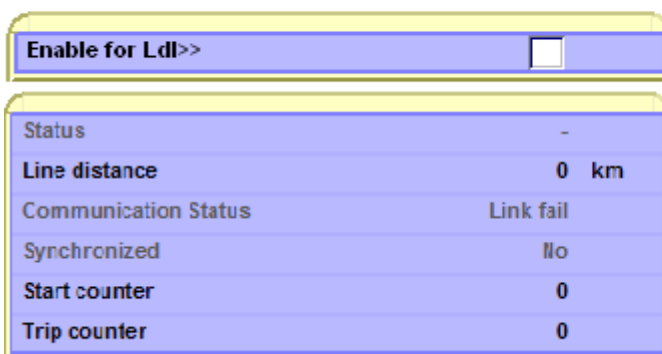 Enable for LdI>>
Status -
Line distance 0 km
Communication Status Link fail
Synchronized No
Start counter 0
Trip counter 0